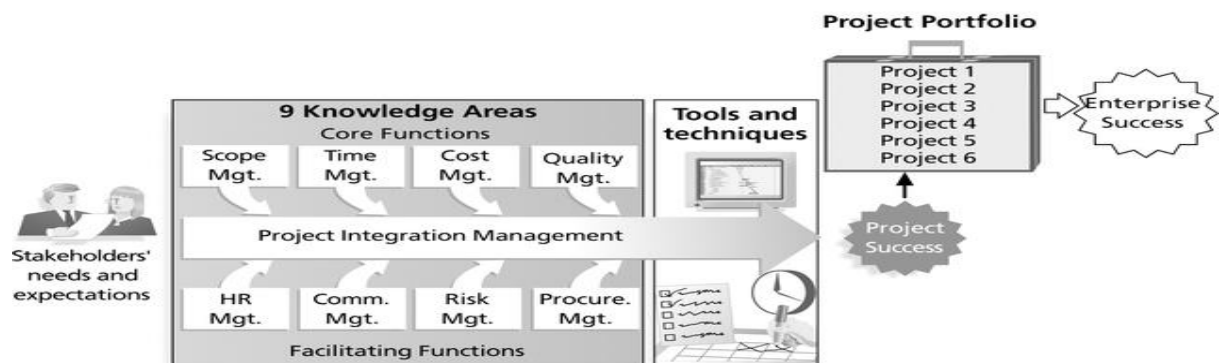 Project Portfolio
Project 1
Project 2
Project 3
Project 4
Project 5
Project 6
Enterprise
Success
9 Knowledge Areas
Core Functions
Tools and
techniques
Scope
Mgt.
Time
Mgt.
Cost
Mgt.
Quality
Mgt.
Project Integration Management
Project
Success
Stakeholders'
needs and
expectations
HR
Mgt.
Comm.
Mgt.
Risk
Mgt.
Procure.
Mgt.
Facilitating Functions